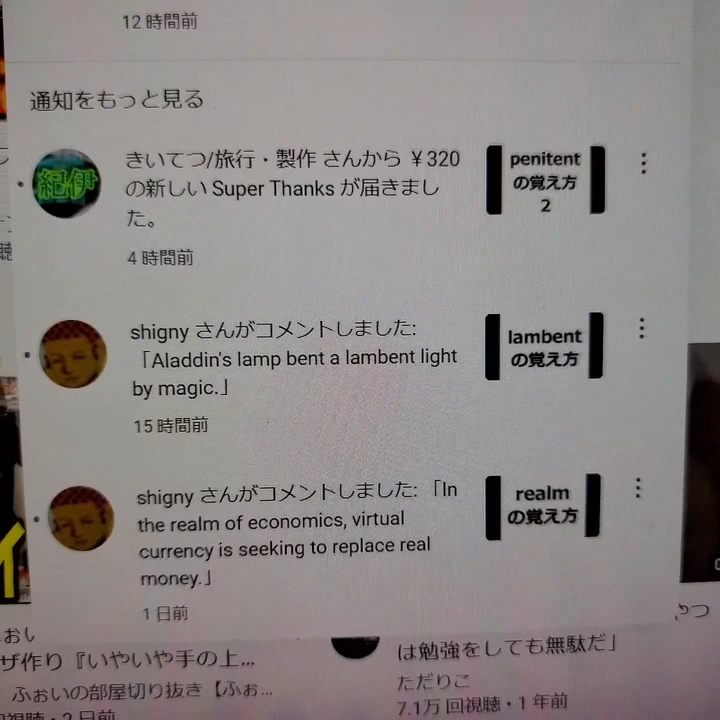 12 時間前
通知をもっと見る
紀伊
きいてつ/旅行・製作 さんから ￥320
の新しい Super Thanks が届きまし
た。
4 時間前
penitent
の覚え方
2
shigny さんがコメントしました:
「Aladdin's lamp bent a lambent light
by magic.」
15 時間前
lambent
の覚え方
shigny さんがコメントしました: 「In
the realm of economics, virtual
currency is seeking to replace real
money.」
1 日前
realm
の覚え方
ザ作り『いやいや手の上...
ふぉいの部屋切り抜き【ふぉ...
は勉強をしても無駄だ」
ただりこ
7.1万 回視聴・1 年前